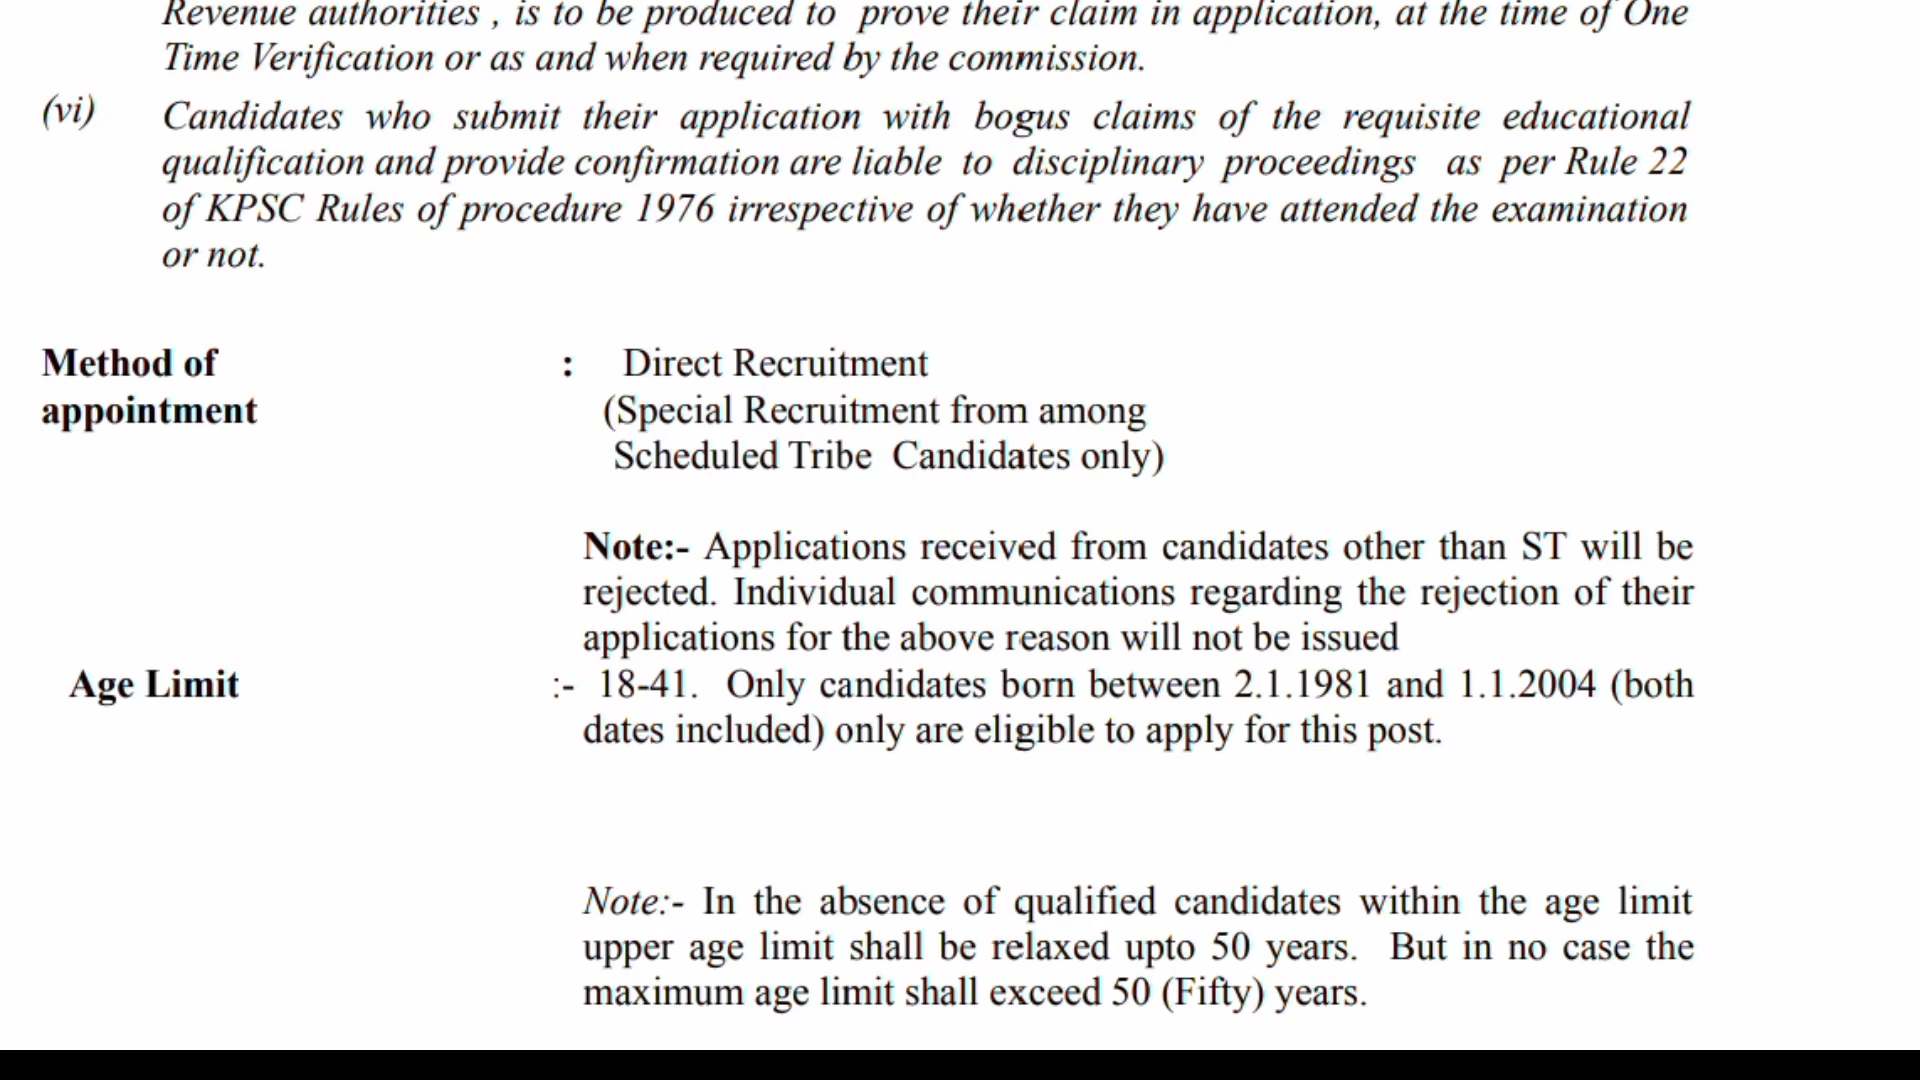 Revenue authorities , is to be produced to prove their claim in application, at the time of One
Time Verification or as and when required by the commission.
(vi) Candidates who submit their application with bogus claims of the requisite educational
qualification and provide confirmation are liable to disciplinary proceedings as per Rule 22
of KPSC Rules of procedure 1976 irrespective of whether they have attended the examination
or not.
Method of : Direct Recruitment
appointment (Special Recruitment from among
Scheduled Tribe Candidates only)
Note:- Applications received from candidates other than ST will be
rejected. Individual communications regarding the rejection of their
applications for the above reason will not be issued
Age Limit :- 18-41. Only candidates born between 2.1.1981 and 1.1.2004 (both
dates included) only are eligible to apply for this post.
Note:- In the absence of qualified candidates within the age limit
upper age limit shall be relaxed upto 50 years. But in no case the
maximum age limit shall exceed 50 (Fifty) years.